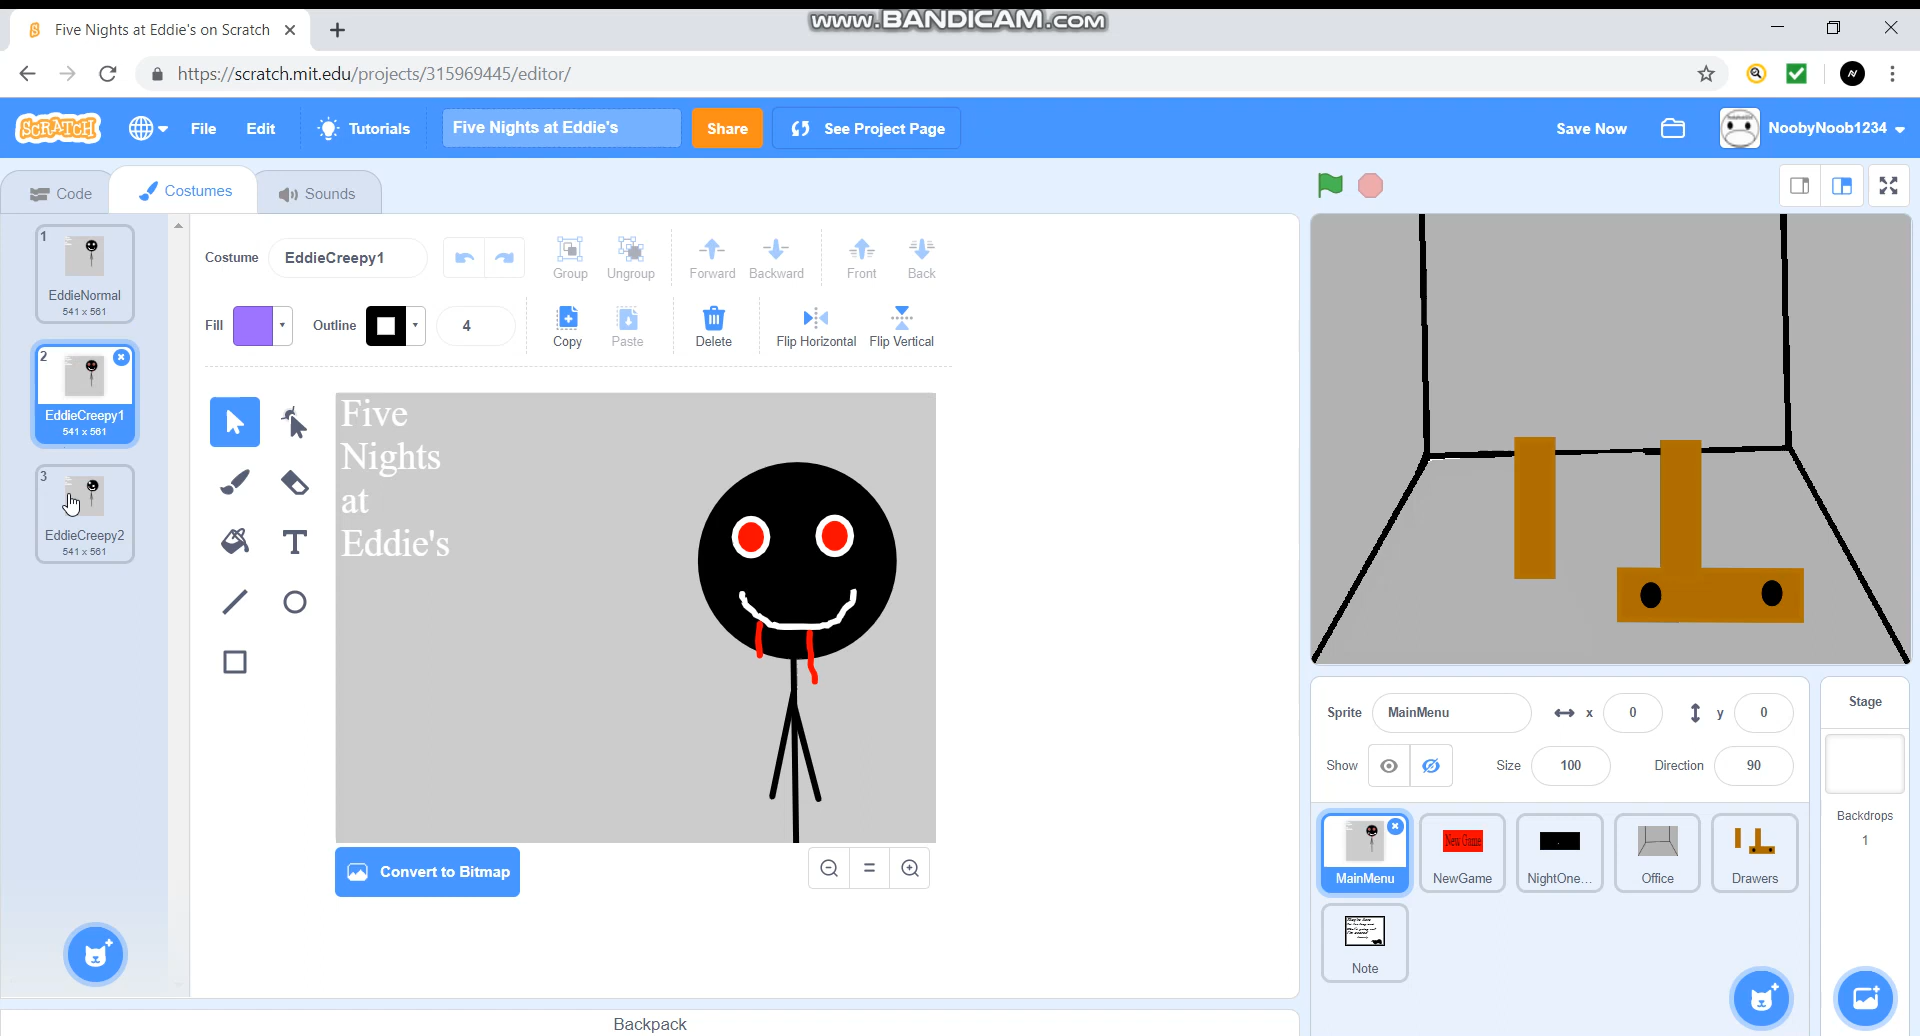 www.BANDICAM.com
Five Nights at Eddie's on Scratch
https://scratch.mit.edu/projects/315969445/editor/
SCRATCH
File
Edit
Tutorials
Five Nights at Eddie's
Share
See Project Page
Save Now
NoobyNoob1234
Code
Costumes
Sounds
1
EddieNormal
541 x 561
2
EddieCreepy1
541 x 561
3
EddieCreepy2
541 x 561
Costume
EddieCreepy1
Group
Ungroup
Forward
Backward
Front
Back
Fill
Outline
4
Copy
Paste
Delete
Flip Horizontal
Flip Vertical
Five
Nights
at
Eddie's
Convert to Bitmap
Backpack
Sprite
MainMenu
x
0
y
0
Show
Size
100
Direction
90
Stage
Backdrops
1
MainMenu
New Game
NewGame
NightOne...
Office
Drawers
Note